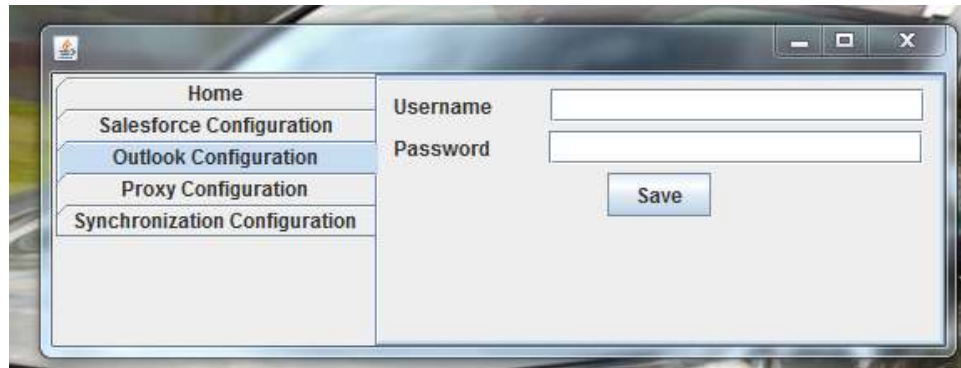 Home
Salesforce Configuration
Outlook Configuration
Proxy Configuration
Synchronization Configuration
Username
Password
Save